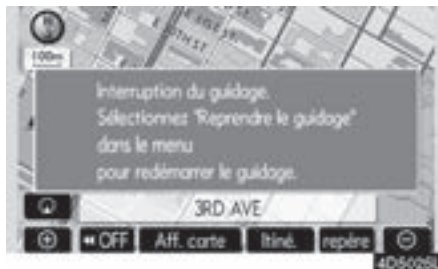 100m
Interruption du guidage.
Sélectionnez "Reprendre le guidage"
dans le menu
pour redémarrer le guidage.
3RD AVE
OFF Aff. carte Itiné. repère
4D5025